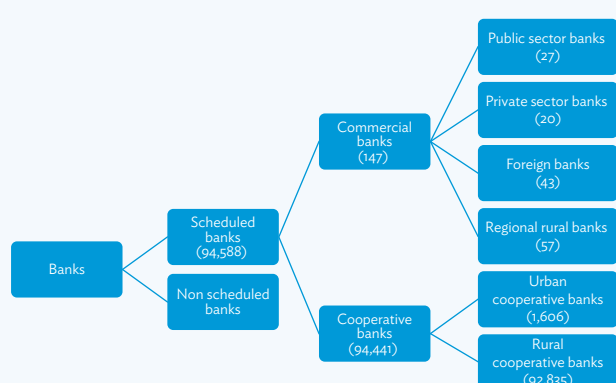 Public sector banks
(27)
Private sector banks
(20)
Commercial
banks
(147)
Foreign banks
(43)
Scheduled
banks
(94,588)
Regional rural banks
(57)
Banks
Non scheduled
banks
Urban
cooperative banks
(1,606)
Cooperative
banks
(94,441)
Rural
cooperative banks
(92,835)